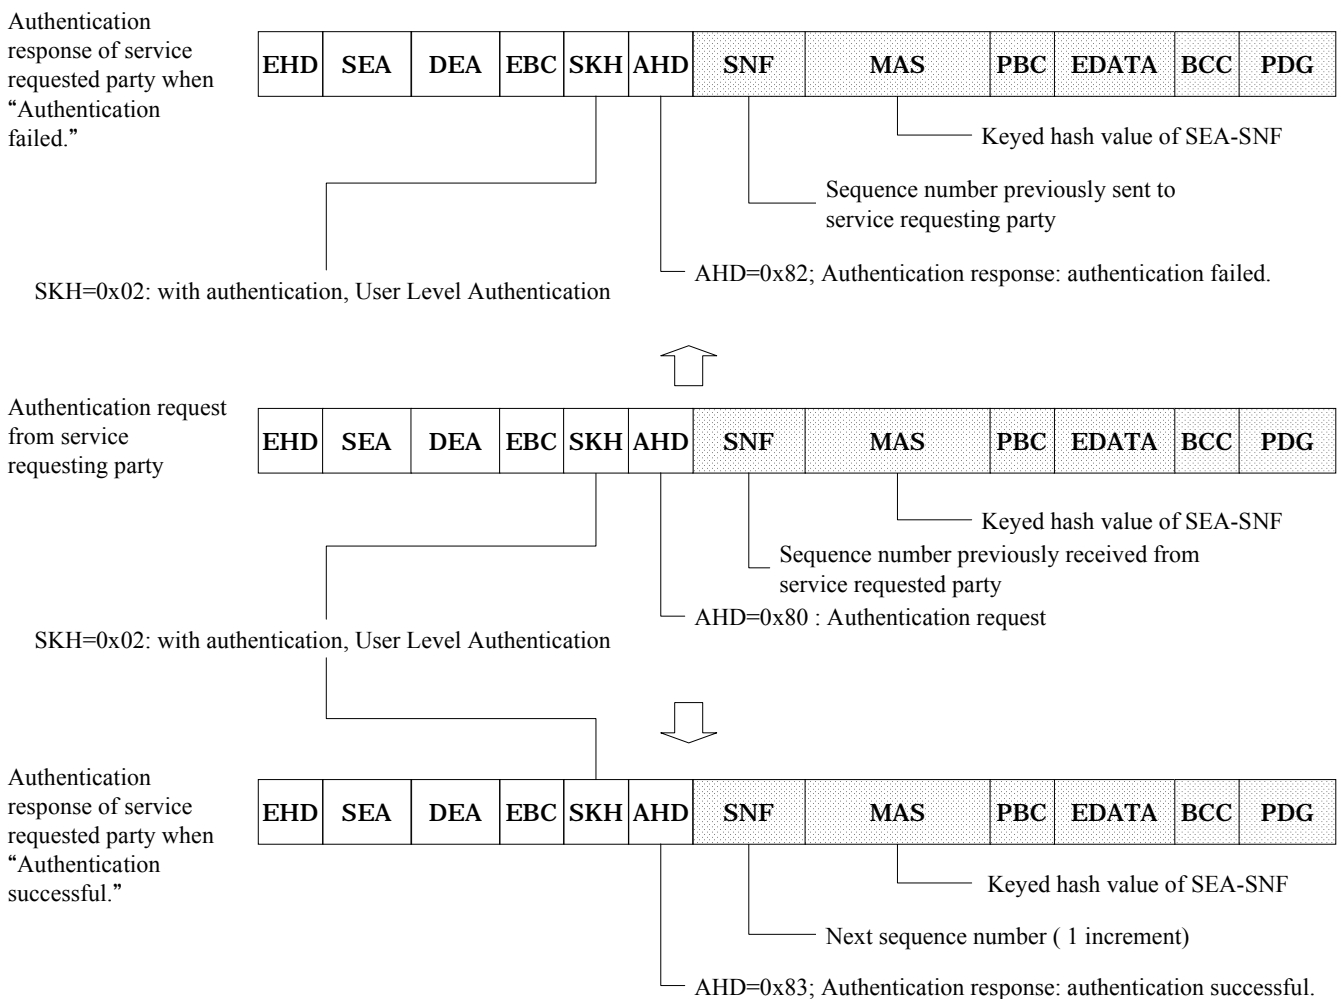 Authentication
response of service
requested party when
“Authentication
failed.”
EHD SEA DEA EBC SKH AHD SNF MAS PBC EDATA BCC PDG
Keyed hash value of SEA-SNF
Sequence number previously sent to
service requesting party
AHD=0x82; Authentication response: authentication failed.
SKH=0x02: with authentication, User Level Authentication
Authentication request
from service
requesting party
EHD SEA DEA EBC SKH AHD SNF MAS PBC EDATA BCC PDG
Keyed hash value of SEA-SNF
Sequence number previously received from
service requested party
AHD=0x80 : Authentication request
SKH=0x02: with authentication, User Level Authentication
Authentication
response of service
requested party when
“Authentication
successful.”
EHD SEA DEA EBC SKH AHD SNF MAS PBC EDATA BCC PDG
Keyed hash value of SEA-SNF
Next sequence number ( 1 increment)
AHD=0x83; Authentication response: authentication successful.